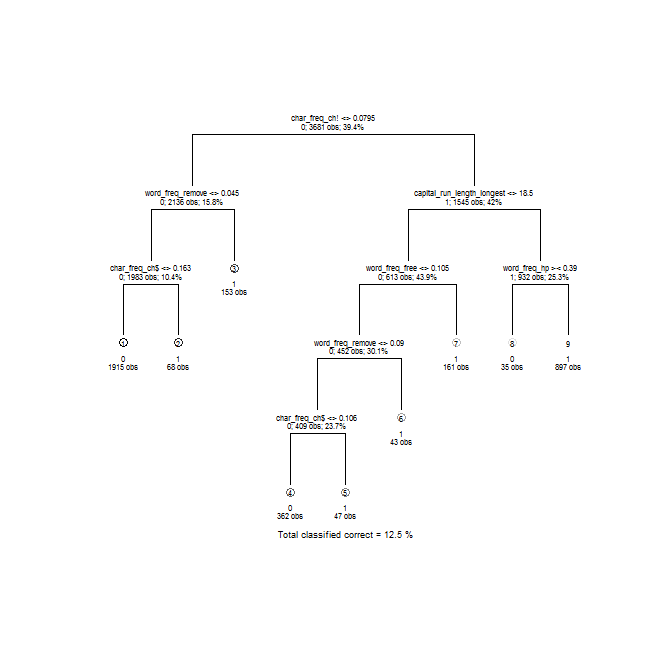 char_freq_ch! <> 0.0795
0; 3681 obs; 39.4%
word_freq_remove <> 0.045
0; 2136 obs; 15.8%
capital_run_length_longest <> 18.5
1; 1545 obs; 42%
char_freq_ch$ <> 0.163
0; 1983 obs; 10.4%
3
1
153 obs
word_freq_free <> 0.105
0; 613 obs; 43.9%
word_freq_hp >< 0.39
1; 932 obs; 25.3%
1
0
1915 obs
2
1
68 obs
word_freq_remove <> 0.09
0; 452 obs; 30.1%
7
1
161 obs
8
0
35 obs
9
1
897 obs
char_freq_ch$ <> 0.106
0; 409 obs; 23.7%
6
1
43 obs
4
0
362 obs
5
1
47 obs
Total classified correct = 12.5 %